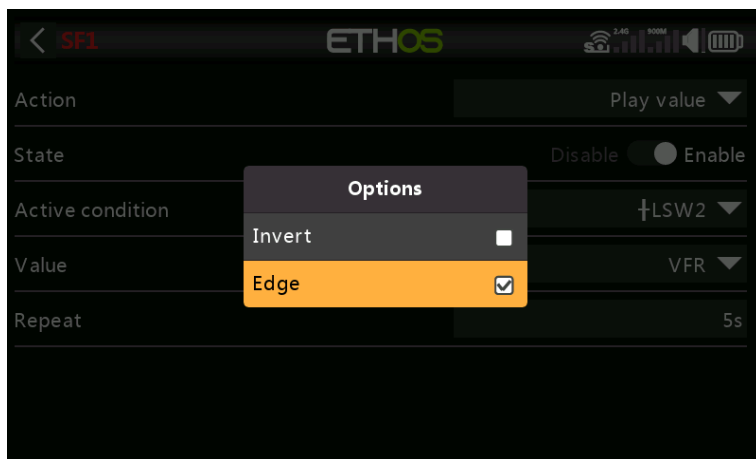 SF1
ETHOS
2.4G
900M
Action
Play value
State
Disable
Enable
Options
Active condition
ƗLSW2
Invert
Value
VFR
Edge
Repeat
5s